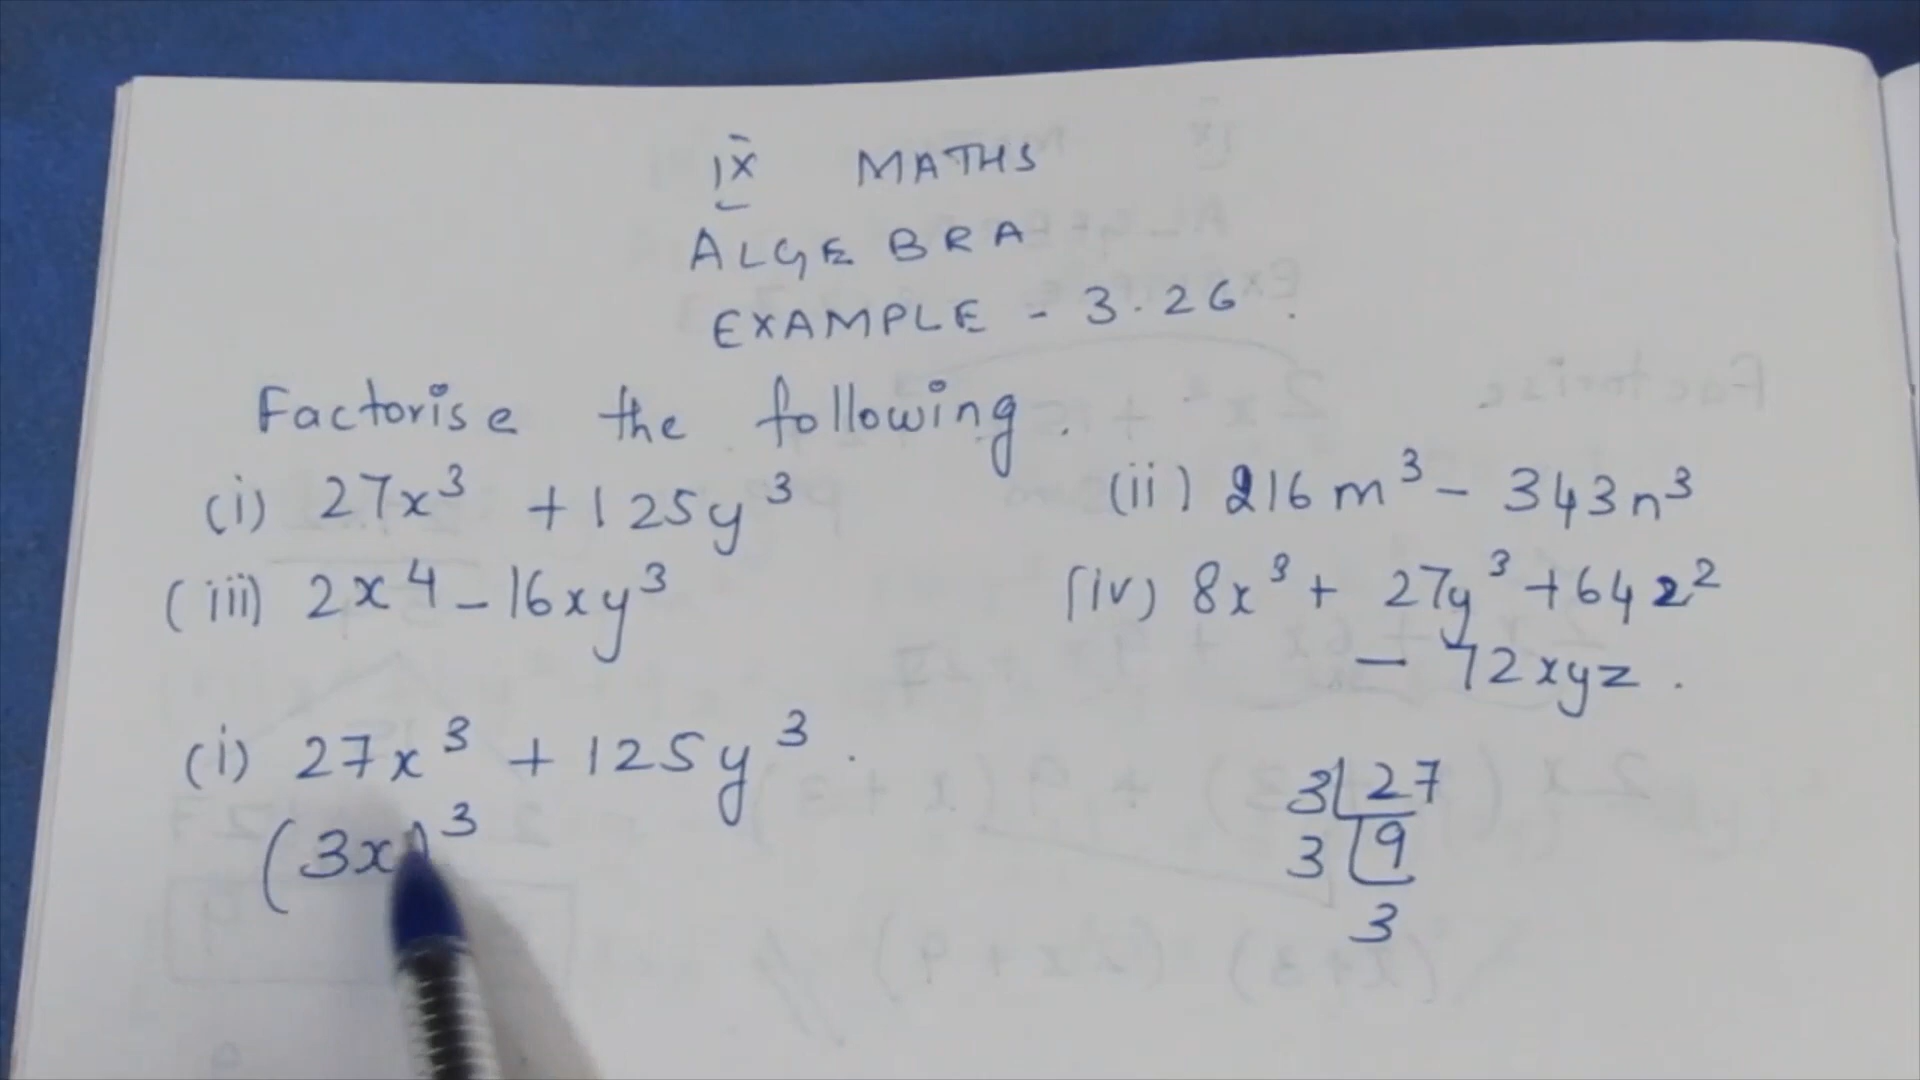 IX MATHS
ALGEBRA
EXAMPLE - 3.26.
Factorise the following.
(i) 27x³ + 125y³ (ii) 216m³ - 343n³
(iii) 2x⁴ - 16xy³ (iv) 8x³ + 27y³ + 64z²
- 72xyz.
(i) 27x³ + 125y³.
(3x)³
3 27
3 9
3